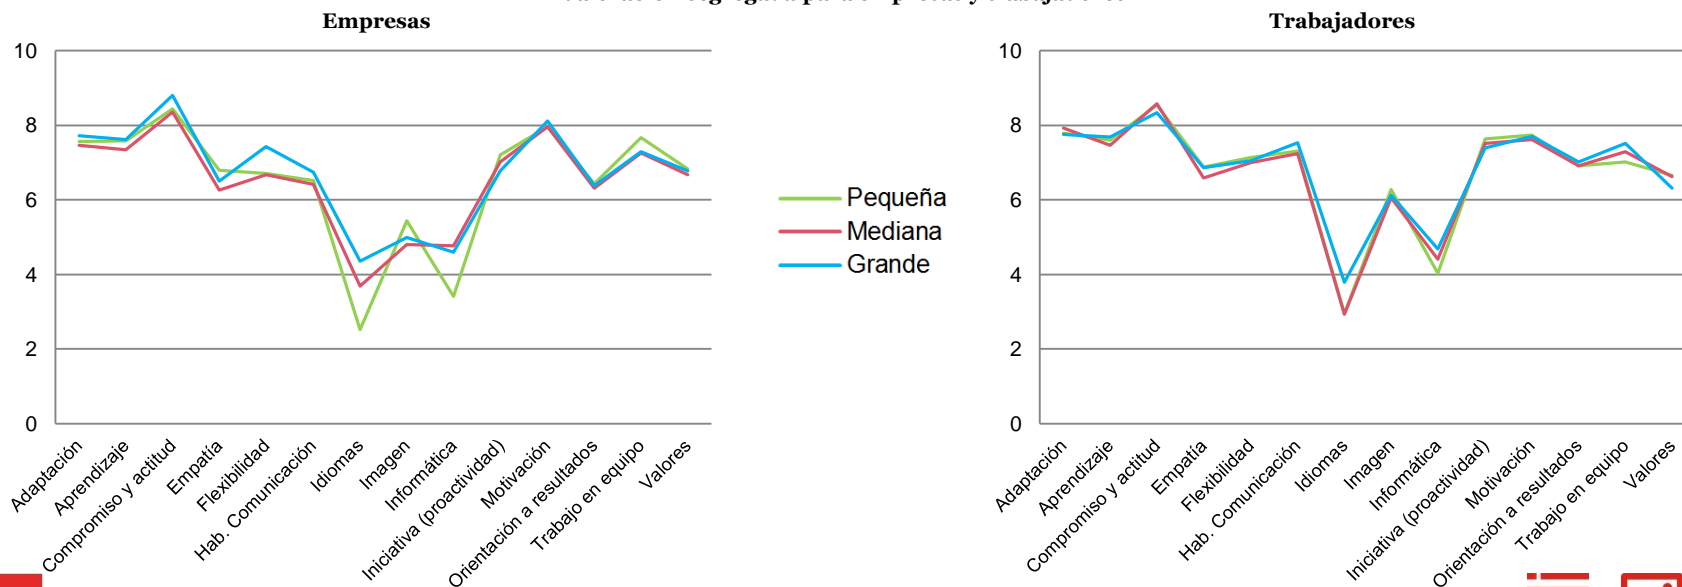 Empresas
10
8
6
4
2
0
Adaptación
Aprendizaje
Compromiso y actitud
Empatía
Flexibilidad
Hab. Comunicación
Idiomas
Imagen
Informática
Iniciativa (proactividad)
Motivación
Orientación a resultados
Trabajo en equipo
Valores
Pequeña
Mediana
Grande
Trabajadores
10
8
6
4
2
0
Adaptación
Aprendizaje
Compromiso y actitud
Empatía
Flexibilidad
Hab. Comunicación
Idiomas
Imagen
Informática
Iniciativa (proactividad)
Motivación
Orientación a resultados
Trabajo en equipo
Valores